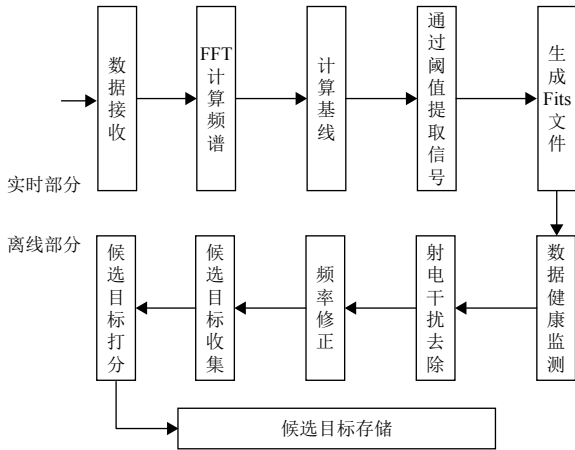 数据接收
FFT计算频谱
计算基线
通过阈值提取信号
生成Fits文件
实时部分
离线部分
候选目标打分
候选目标收集
频率修正
射电干扰去除
数据健康监测
候选目标存储